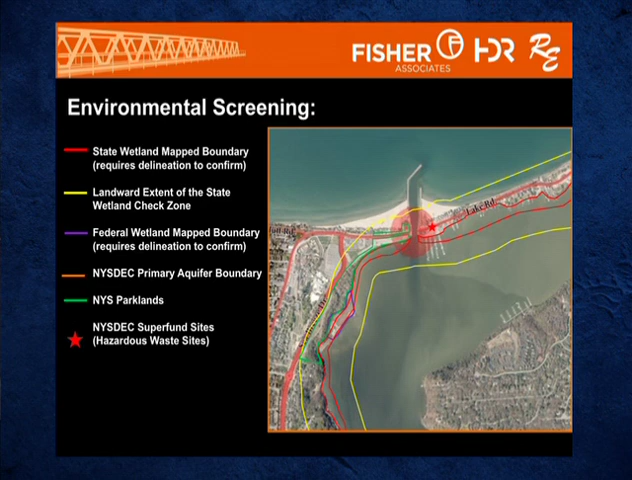 FISHER
ASSOCIATES
F
HDR
RE
Environmental Screening:
State Wetland Mapped Boundary
(requires delineation to confirm)
Landward Extent of the State
Wetland Check Zone
Federal Wetland Mapped Boundary
(requires delineation to confirm)
NYSDEC Primary Aquifer Boundary
NYS Parklands
NYSDEC Superfund Sites
(Hazardous Waste Sites)
Lake Rd